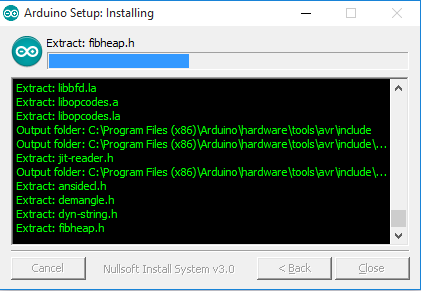 Arduino Setup: Installing
Extract: fibheap.h
Extract: libbfd.la
Extract: libopcodes.a
Extract: libopcodes.la
Output folder: C:\Program Files (x86)\Arduino\hardware\tools\avr\include
Output folder: C:\Program Files (x86)\Arduino\hardware\tools\avr\include\...
Extract: jit-reader.h
Output folder: C:\Program Files (x86)\Arduino\hardware\tools\avr\include\...
Extract: ansidecl.h
Extract: demangle.h
Extract: dyn-string.h
Extract: fibheap.h
Cancel
Nullsoft Install System v3.0
< Back
Close